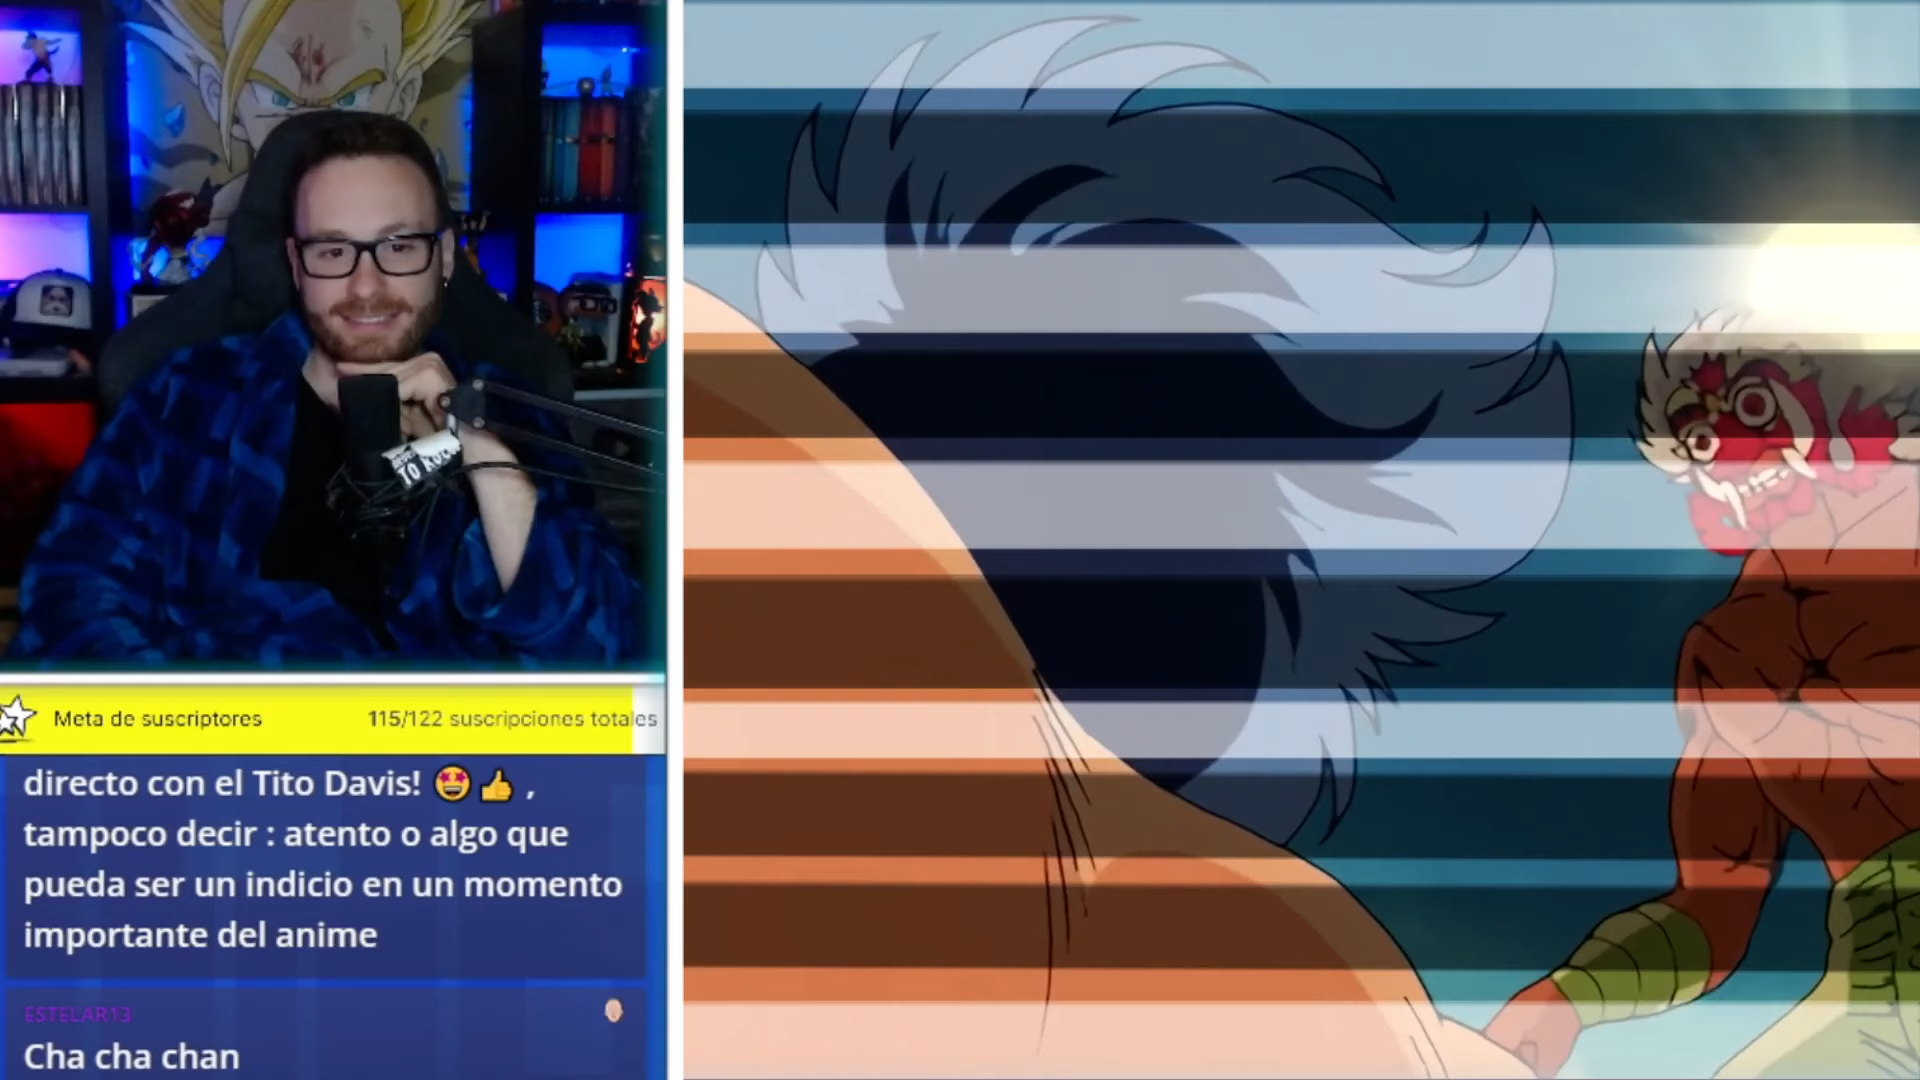 Meta de suscriptores 115/122 suscripciones totales
directo con el Tito Davis! 🤩👍 ,
tampoco decir : atento o algo que
pueda ser un indicio en un momento
importante del anime
ESTELAR13
Cha cha chan